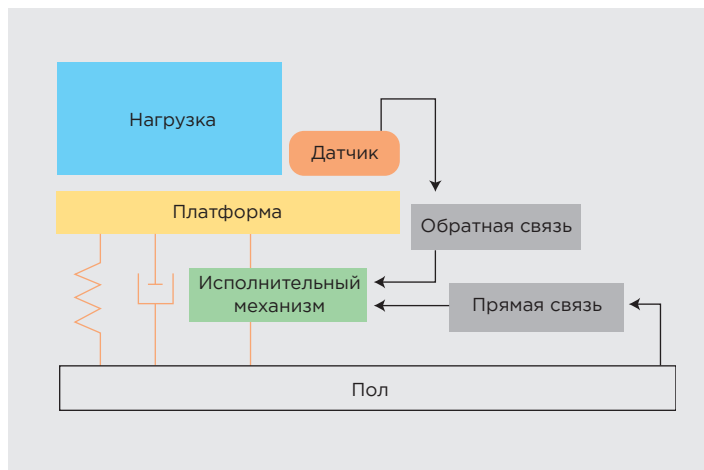 Нагрузка
Датчик
Платформа
Обратная связь
Исполнительный
механизм
Прямая связь
Пол